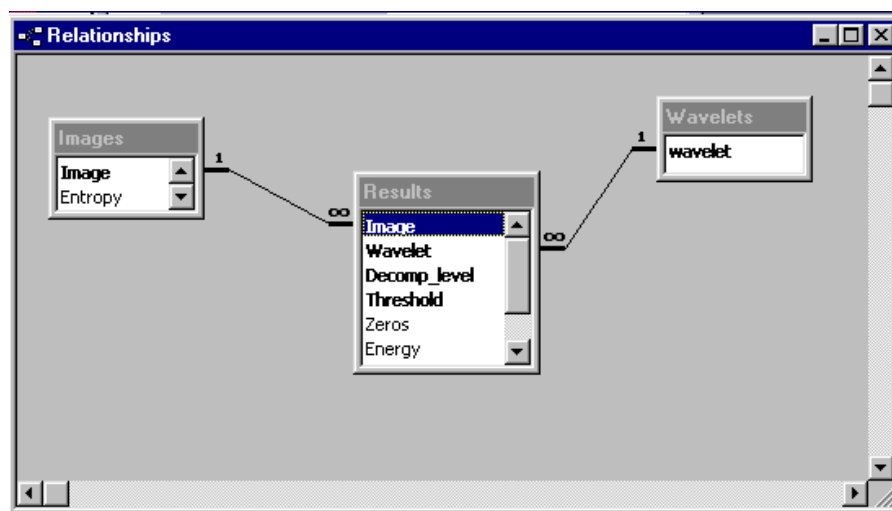 Relationships
Images
Image
Entropy
1
∞
Results
Image
Wavelet
Decomp_level
Threshold
Zeros
Energy
∞
1
Wavelets
wavelet